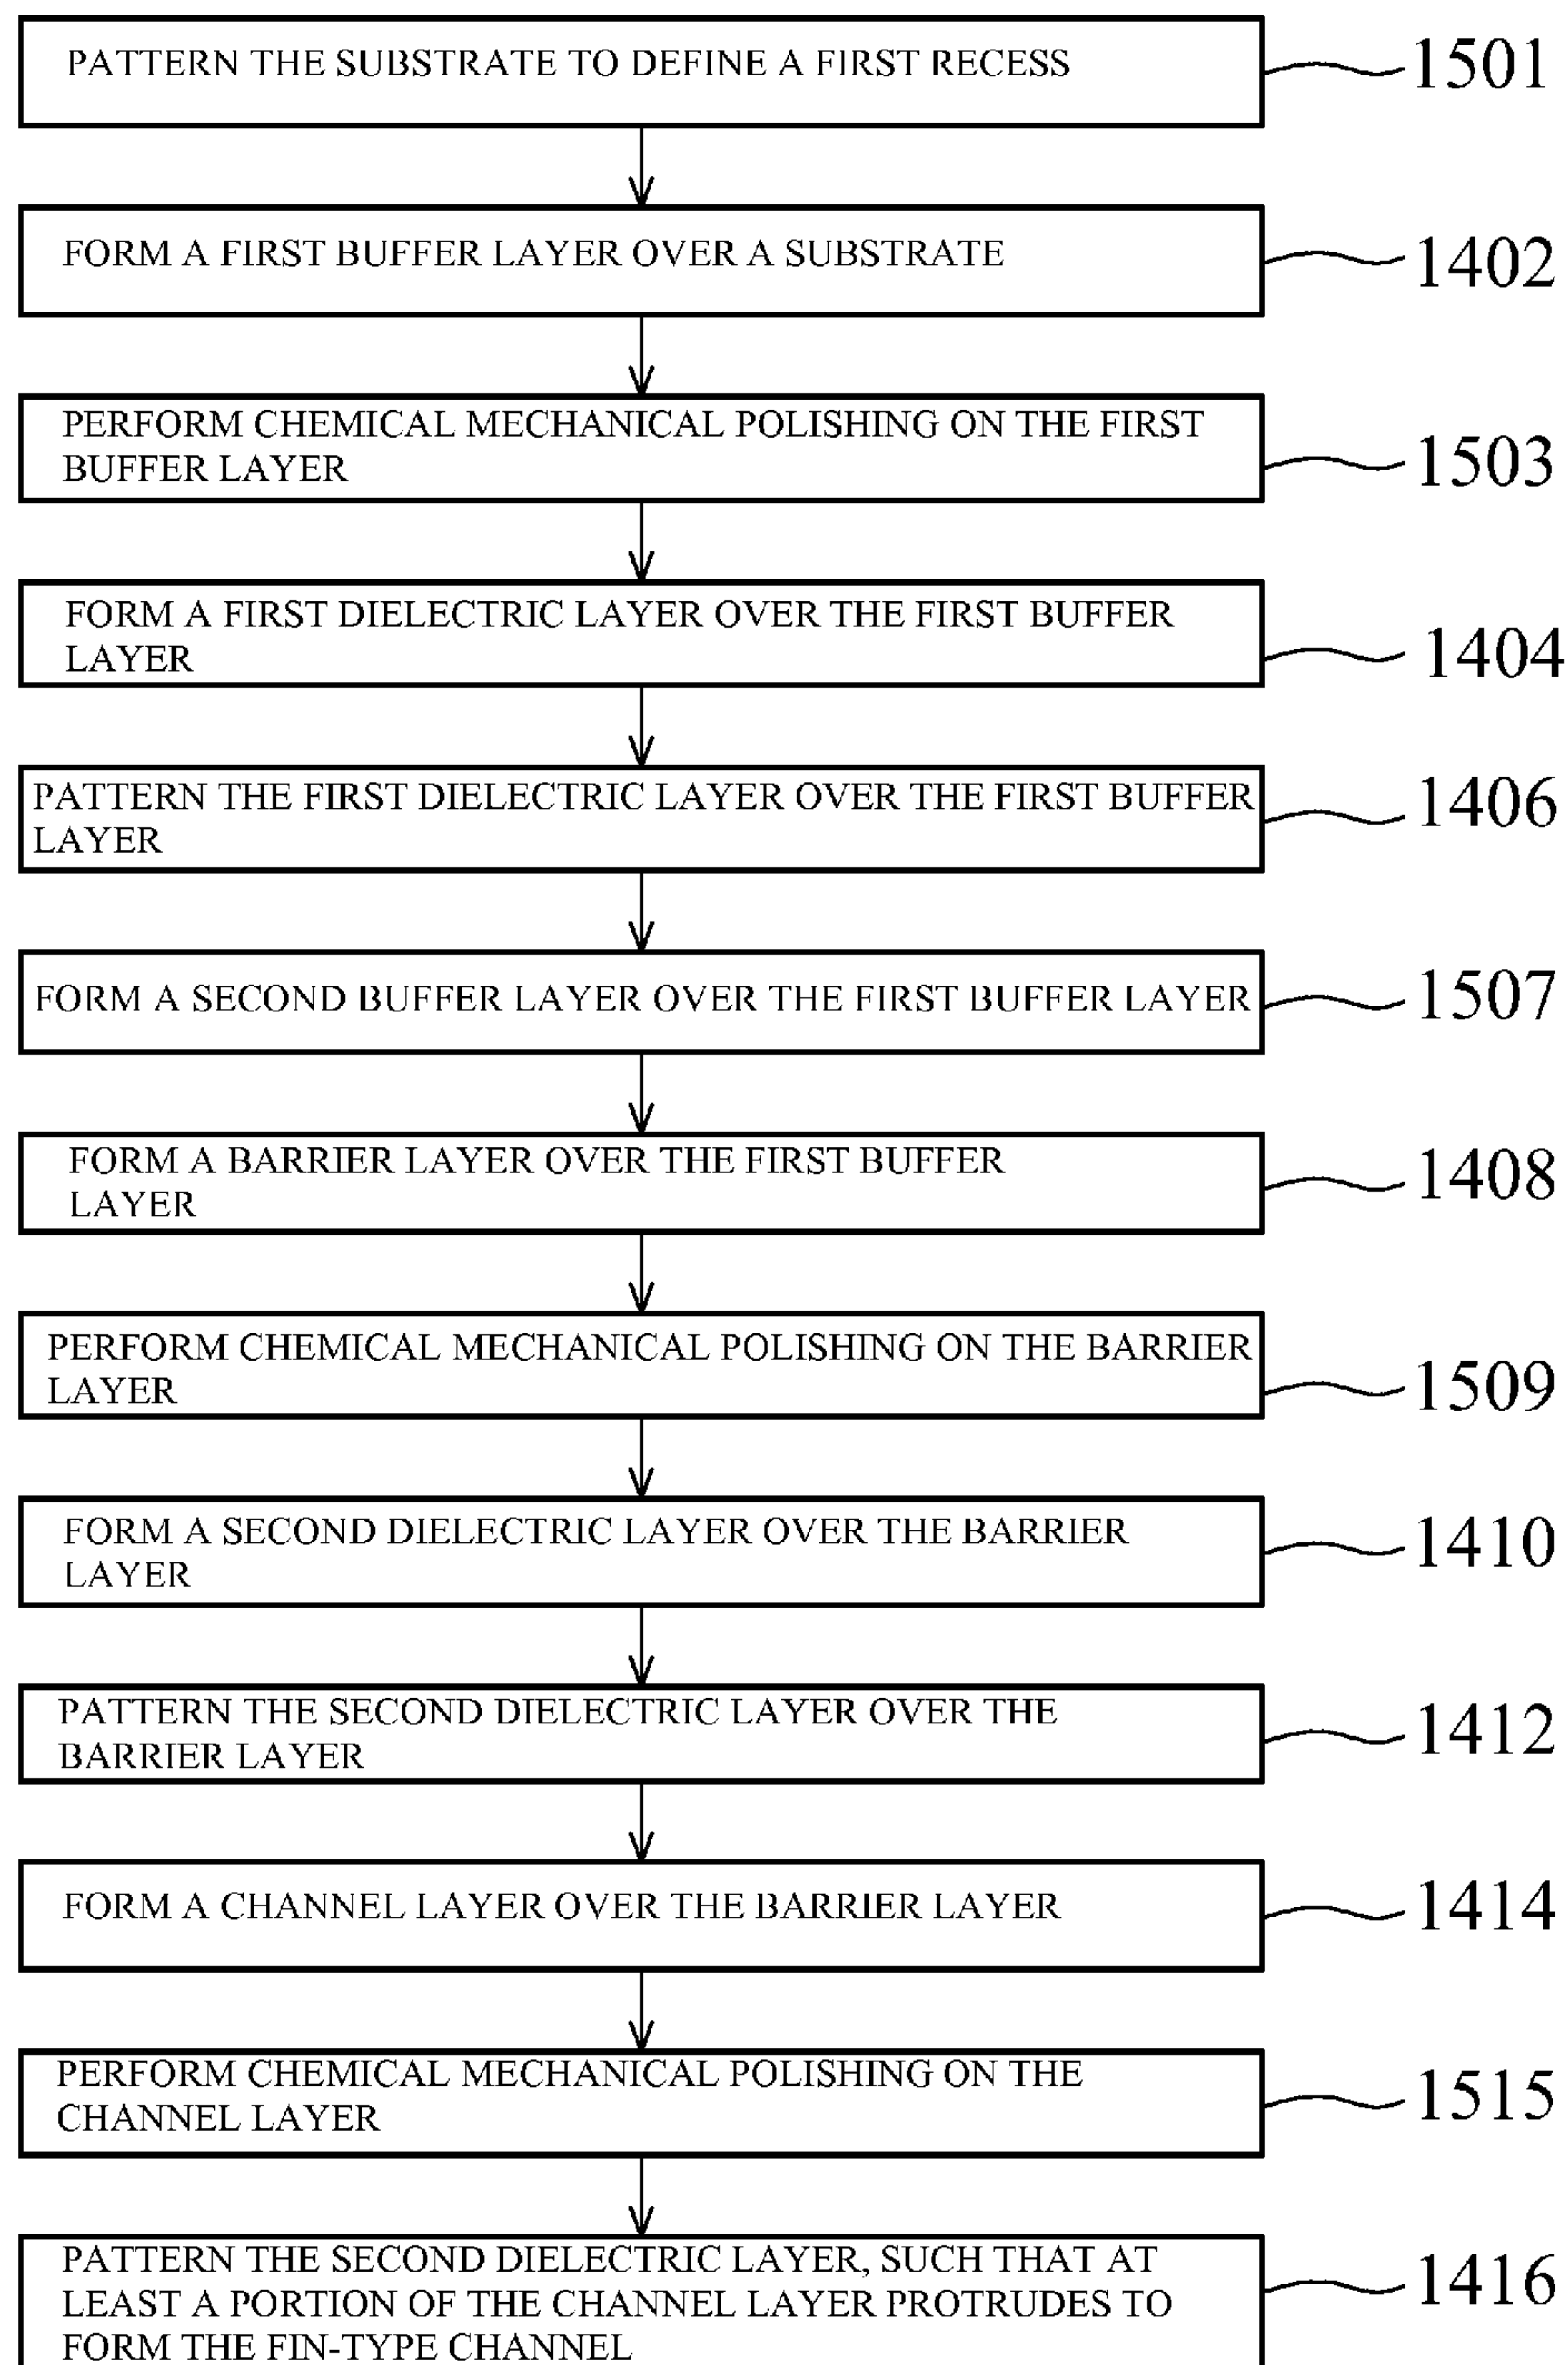 PATTERN THE SUBSTRATE TO DEFINE A FIRST RECESS
1501
FORM A FIRST BUFFER LAYER OVER A SUBSTRATE
1402
PERFORM CHEMICAL MECHANICAL POLISHING ON THE FIRST
BUFFER LAYER
1503
FORM A FIRST DIELECTRIC LAYER OVER THE FIRST BUFFER
LAYER
1404
PATTERN THE FIRST DIELECTRIC LAYER OVER THE FIRST BUFFER
LAYER
1406
FORM A SECOND BUFFER LAYER OVER THE FIRST BUFFER LAYER
1507
FORM A BARRIER LAYER OVER THE FIRST BUFFER
LAYER
1408
PERFORM CHEMICAL MECHANICAL POLISHING ON THE BARRIER
LAYER
1509
FORM A SECOND DIELECTRIC LAYER OVER THE BARRIER
LAYER
1410
PATTERN THE SECOND DIELECTRIC LAYER OVER THE
BARRIER LAYER
1412
FORM A CHANNEL LAYER OVER THE BARRIER LAYER
1414
PERFORM CHEMICAL MECHANICAL POLISHING ON THE
CHANNEL LAYER
1515
PATTERN THE SECOND DIELECTRIC LAYER, SUCH THAT AT
LEAST A PORTION OF THE CHANNEL LAYER PROTRUDES TO
FORM THE FIN-TYPE CHANNEL
1416